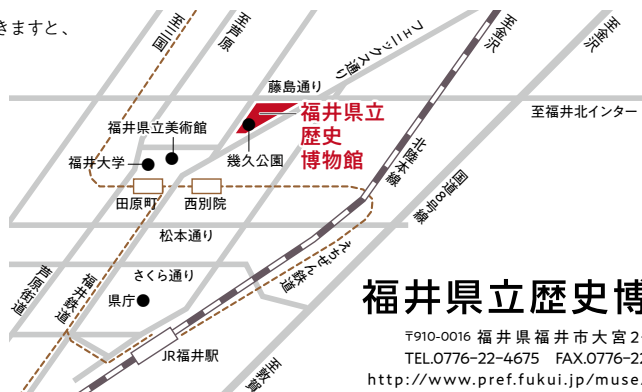 きますと、
至三国
至芦原
フェニックス通り
至金沢
至金沢
藤島通り
福井県立
歴史
博物館
至福井北インター
福井県立美術館
福井大学
幾久公園
北陸本線
国道8号線
田原町
西別院
松本通り
えちぜん鉄道
さくら通り
芦原街道
福井鉄道
県庁
JR福井駅
至敦賀
福井県立歴史博
〒910-0016 福井県福井市大宮2
TEL.0776-22-4675 FAX.0776-22
http://www.pref.fukui.jp/muse